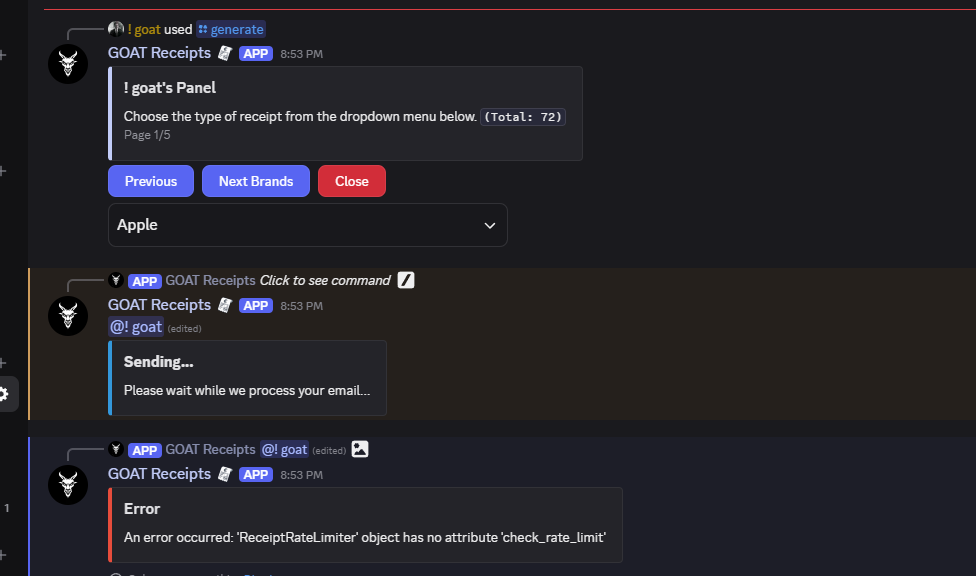 ! goat used generate
GOAT Receipts APP 8:53 PM
! goat's Panel
Choose the type of receipt from the dropdown menu below. (Total: 72)
Page 1/5
Previous Next Brands Close
Apple
APP GOAT Receipts Click to see command
GOAT Receipts APP 8:53 PM
@! goat (edited)
Sending...
Please wait while we process your email...
APP GOAT Receipts @! goat (edited)
GOAT Receipts APP 8:53 PM
Error
1
An error occurred: 'ReceiptRateLimiter' object has no attribute 'check_rate_limit'